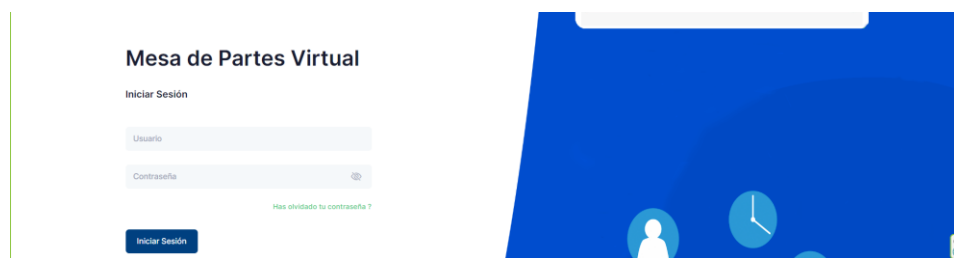 Mesa de Partes Virtual
Iniciar Sesión
Usuario
Contraseña
Has olvidado tu contraseña ?
Iniciar Sesión